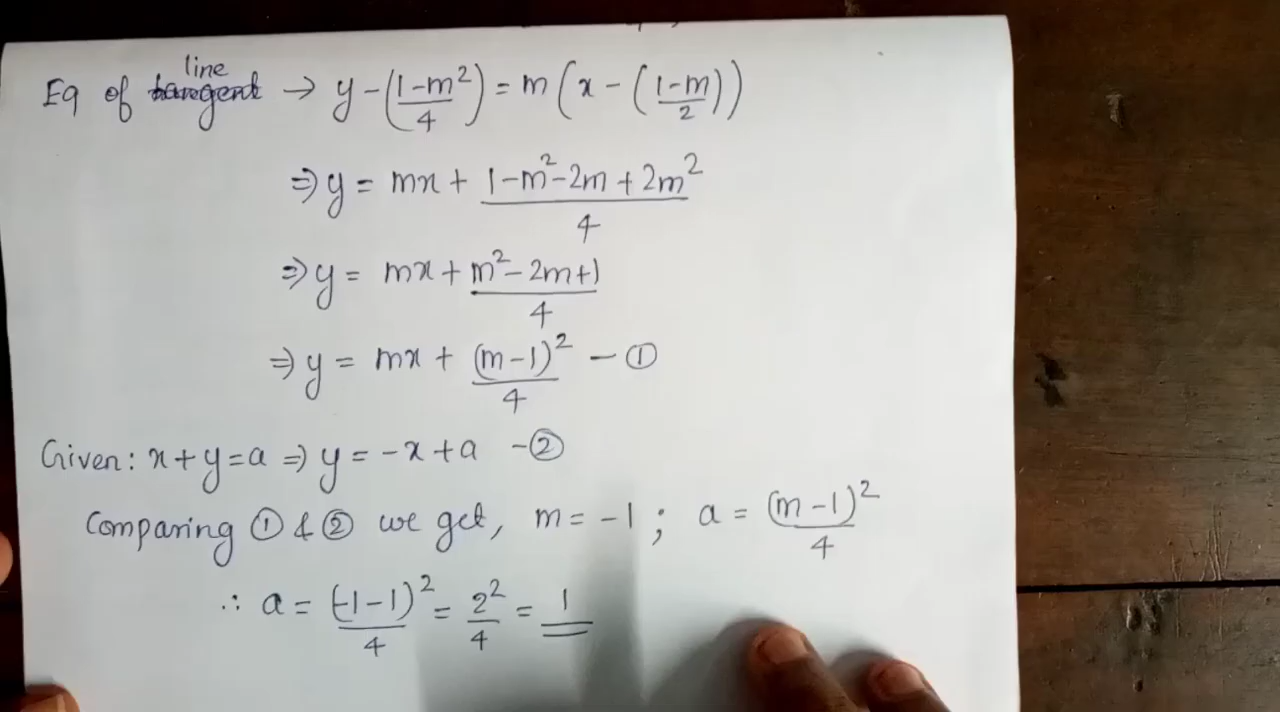 Eq of line → y - ((1-m²)/4) = m(x - ((1-m)/2))
⇒ y = mx + (1-m²-2m+2m²)/4
⇒ y = mx + (m²-2m+1)/4
⇒ y = mx + (m-1)²/4 - ①
Given: x+y=a ⇒ y = -x+a -②
Comparing ① & ② we get, m = -1 ; a = (m-1)²/4
∴ a = (-1-1)²/4 = 2²/4 = 1